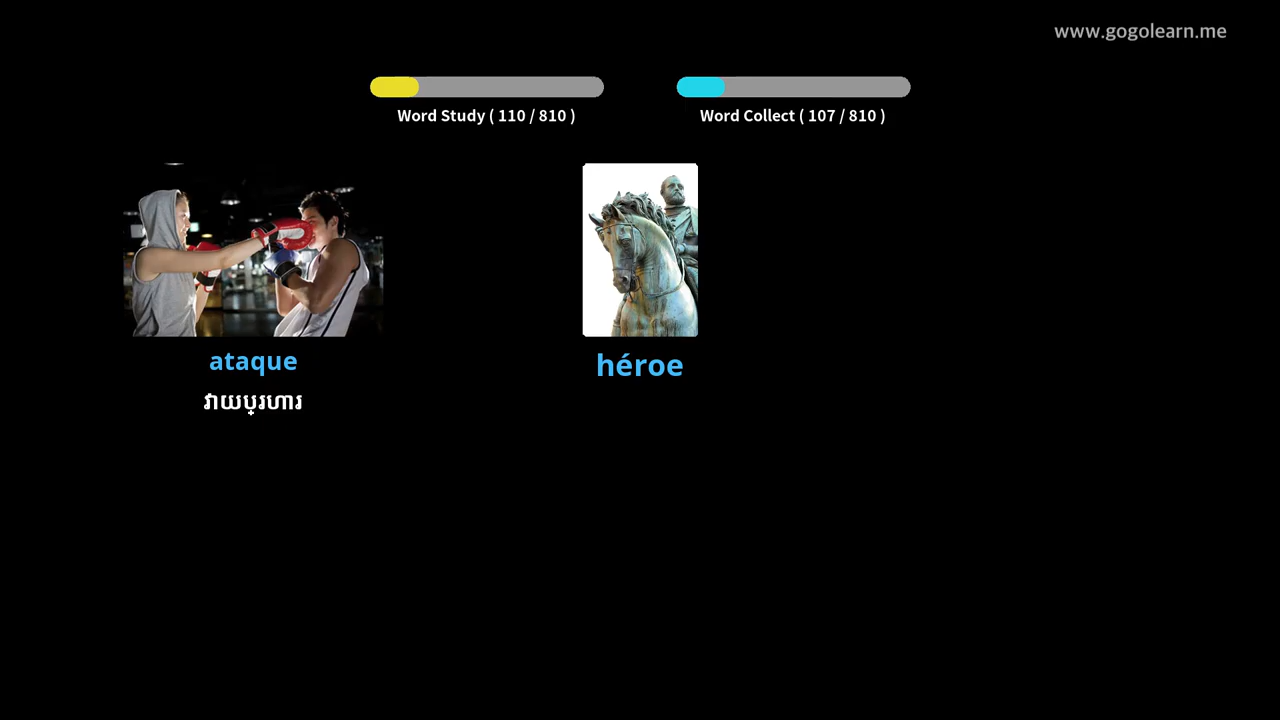 www.gogolearn.me
Word Study ( 110 / 810 )
Word Collect ( 107 / 810 )
ataque
វាយប្រហារ
héroe